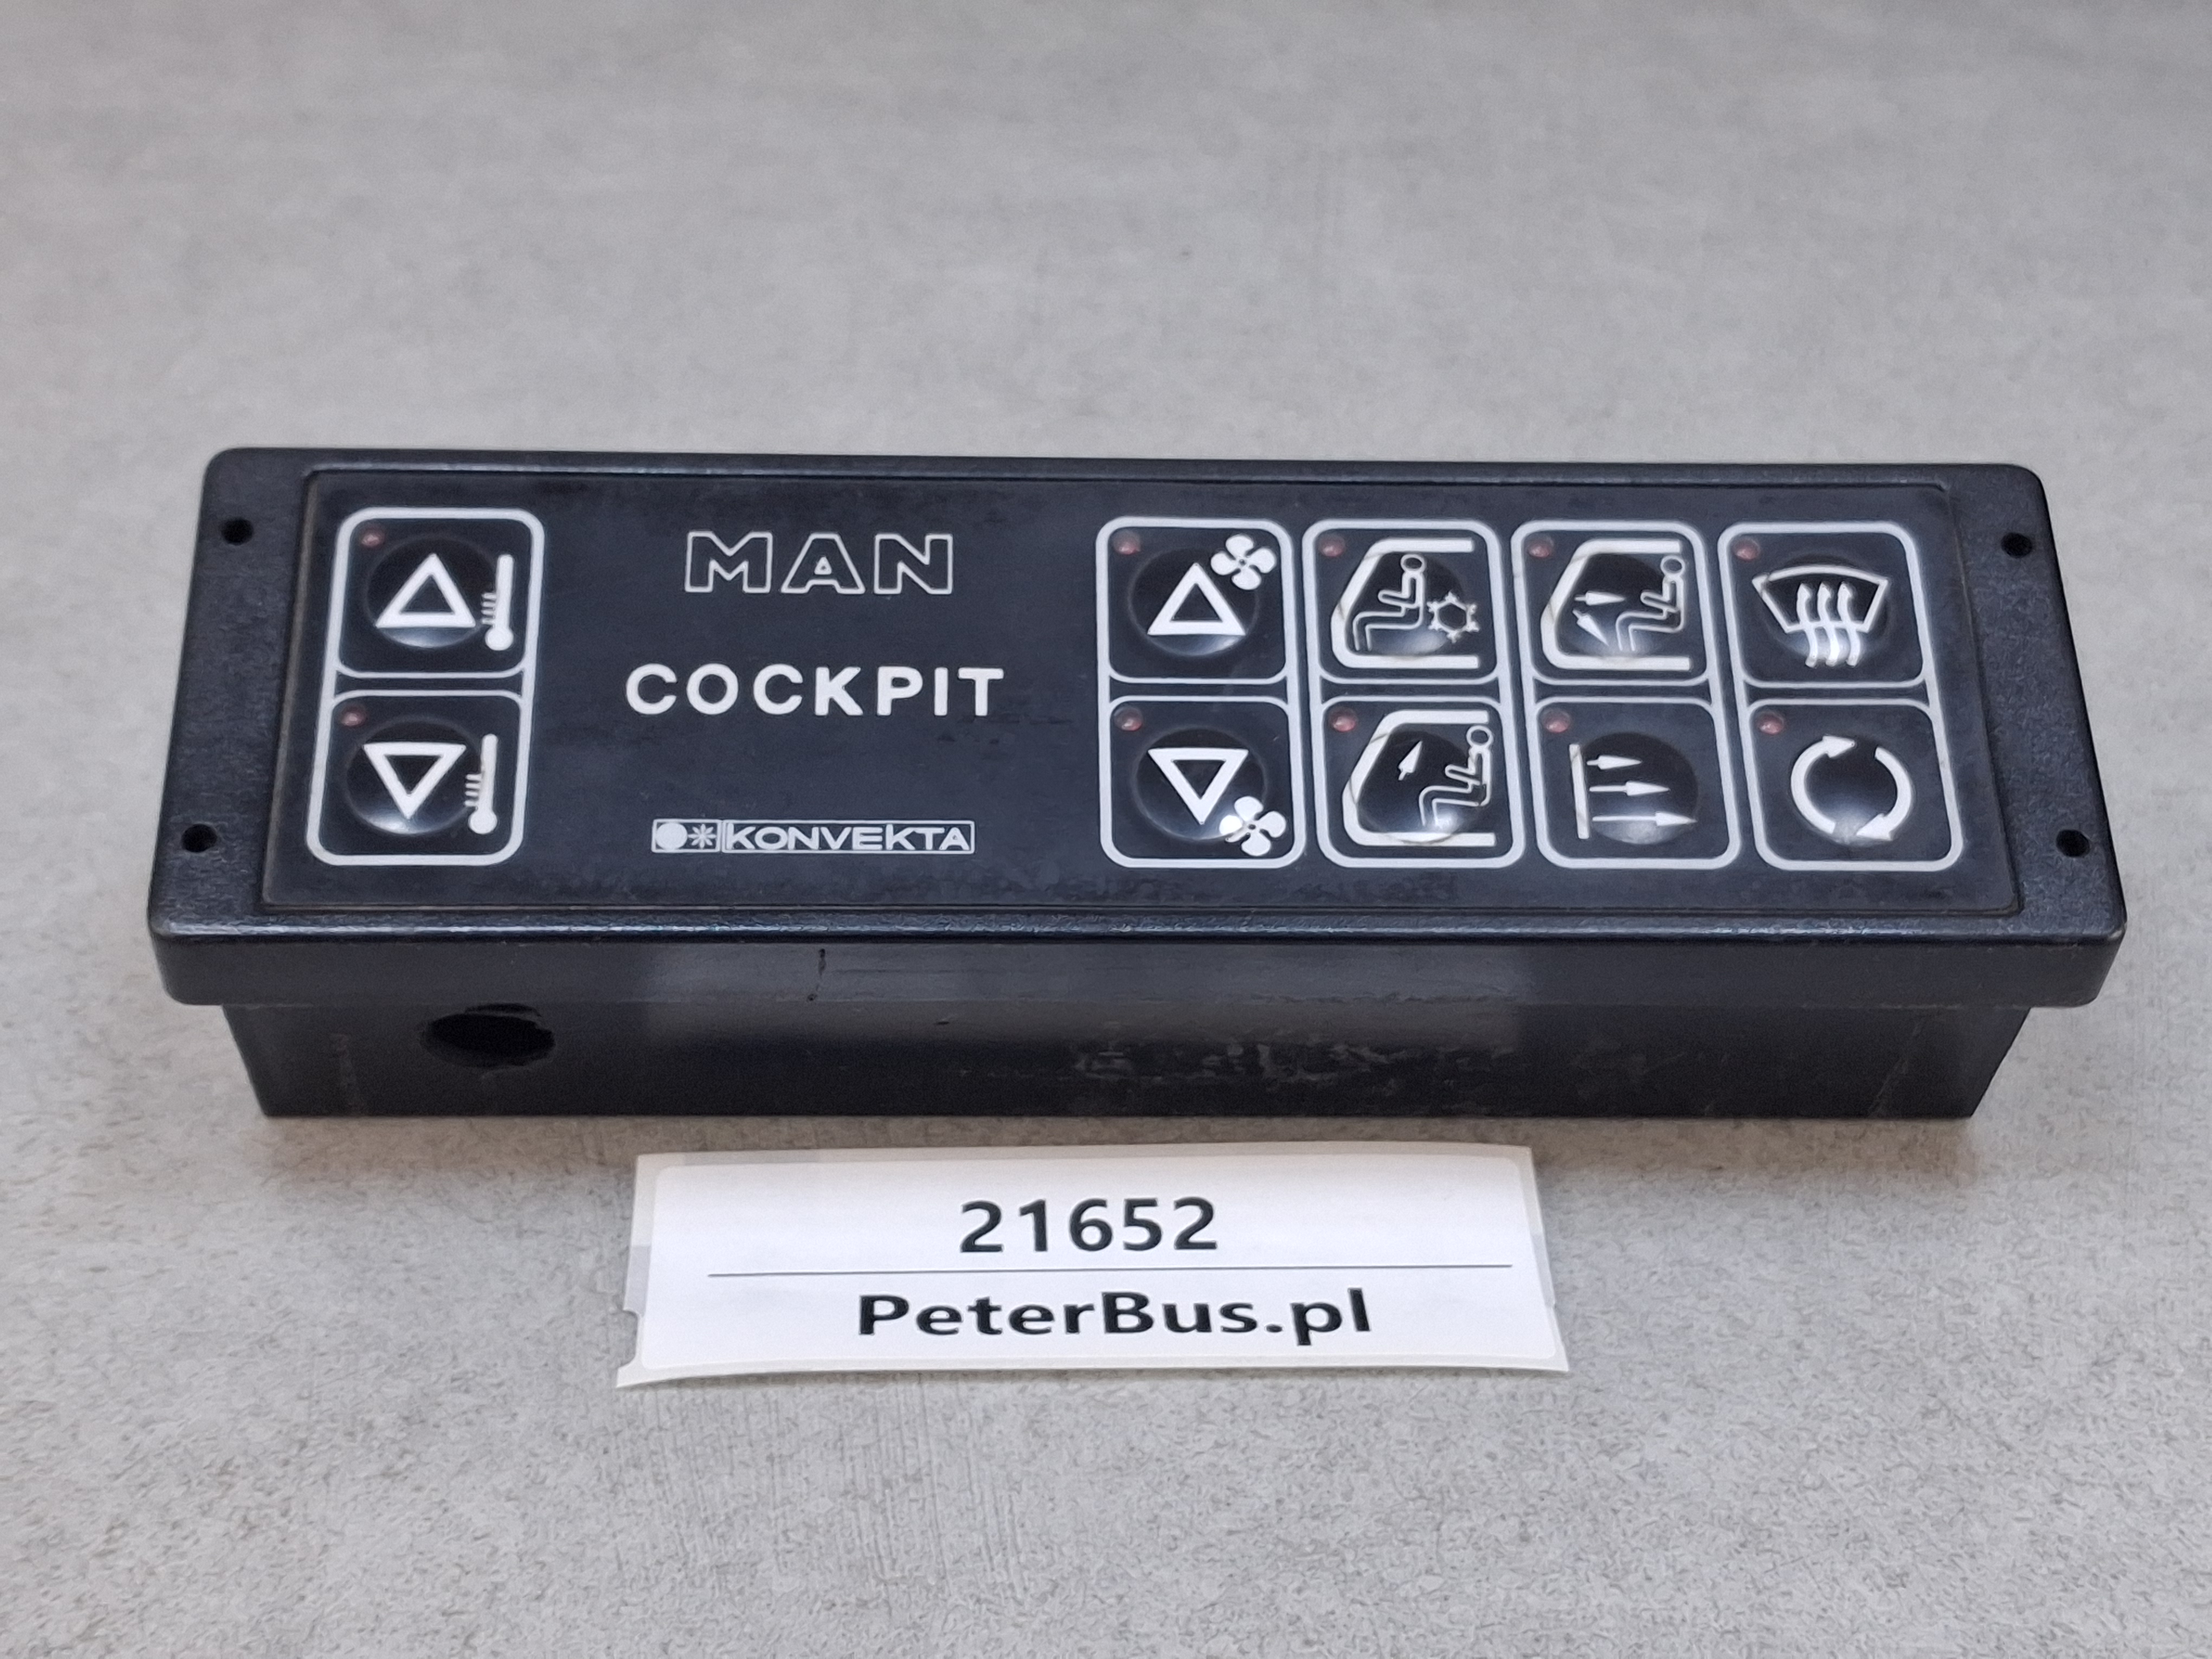 MAN
COCKPIT
KONVEKTA
21652
PeterBus.pl